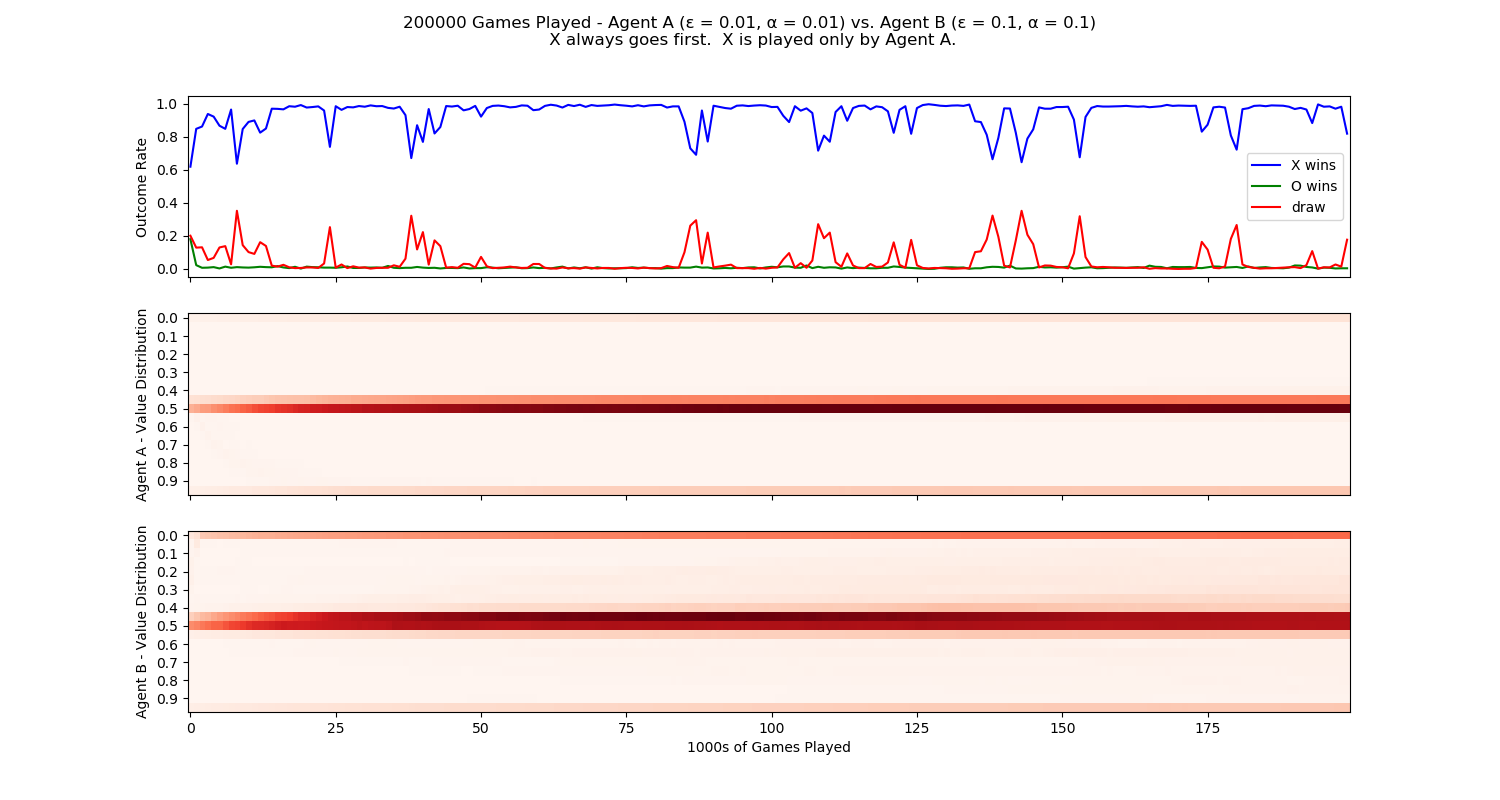 200000 Games Played - Agent A (ε = 0.01, α = 0.01) vs. Agent B (ε = 0.1, α = 0.1)
X always goes first.  X is played only by Agent A.
Outcome Rate
1.0
0.8
0.6
0.4
0.2
0.0
X wins
O wins
draw
Agent A - Value Distribution
0.0
0.1
0.2
0.3
0.4
0.5
0.6
0.7
0.8
0.9
Agent B - Value Distribution
0.0
0.1
0.2
0.3
0.4
0.5
0.6
0.7
0.8
0.9
0 25 50 75 100 125 150 175
1000s of Games Played